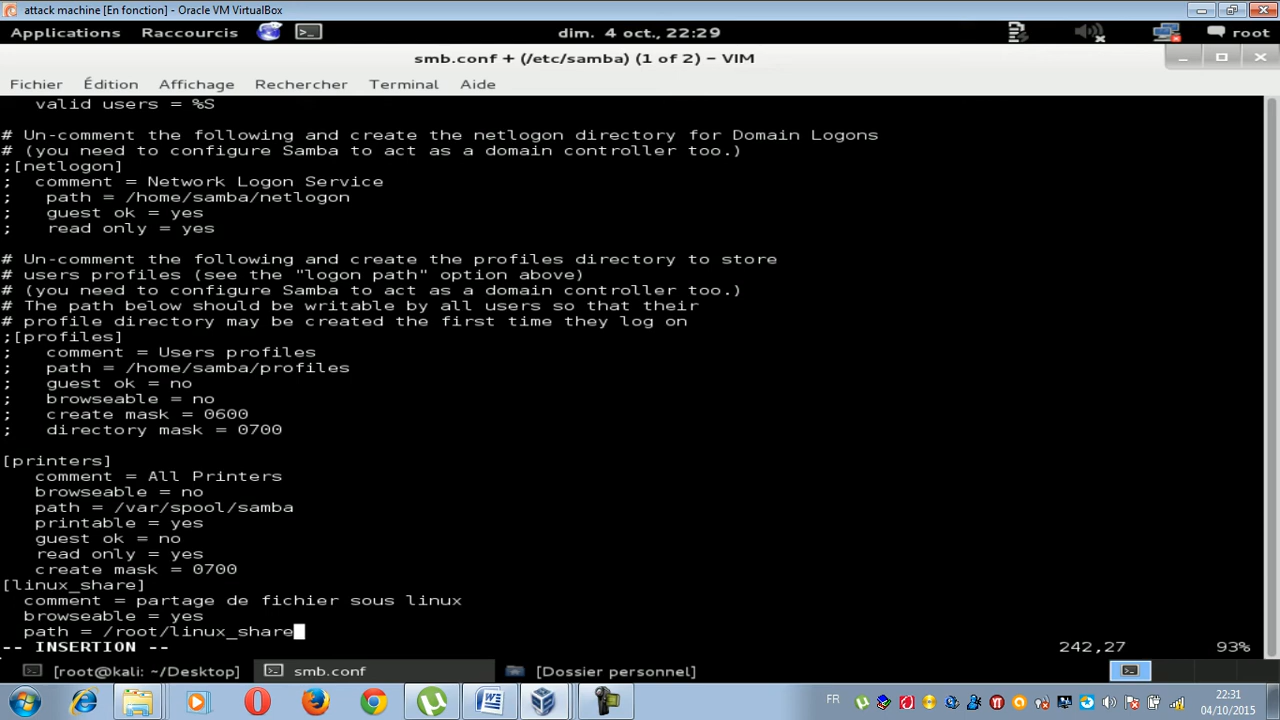 attack machine [En fonction] - Oracle VM VirtualBox
Applications Raccourcis dim. 4 oct., 22:29 root
smb.conf + (/etc/samba) (1 of 2) – VIM
Fichier Édition Affichage Rechercher Terminal Aide
valid users = %S
# Un-comment the following and create the netlogon directory for Domain Logons
# (you need to configure Samba to act as a domain controller too.)
;[netlogon]
; comment = Network Logon Service
; path = /home/samba/netlogon
; guest ok = yes
; read only = yes
# Un-comment the following and create the profiles directory to store
# users profiles (see the "logon path" option above)
# (you need to configure Samba to act as a domain controller too.)
# The path below should be writable by all users so that their
# profile directory may be created the first time they log on
;[profiles]
; comment = Users profiles
; path = /home/samba/profiles
; guest ok = no
; browseable = no
; create mask = 0600
; directory mask = 0700
[printers]
comment = All Printers
browseable = no
path = /var/spool/samba
printable = yes
guest ok = no
read only = yes
create mask = 0700
[linux_share]
comment = partage de fichier sous linux
browseable = yes
path = /root/linux_share
-- INSERTION -- 242,27 93%
[root@kali: ~/Desktop] smb.conf [Dossier personnel]
FR 22:31
04/10/2015